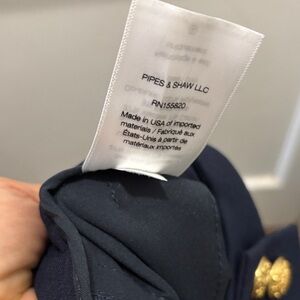 PIPES & SHAW LLC
RN155820
Made in USA of imported
materials / Fabriqué aux
États-Unis à partir de
matériaux importés